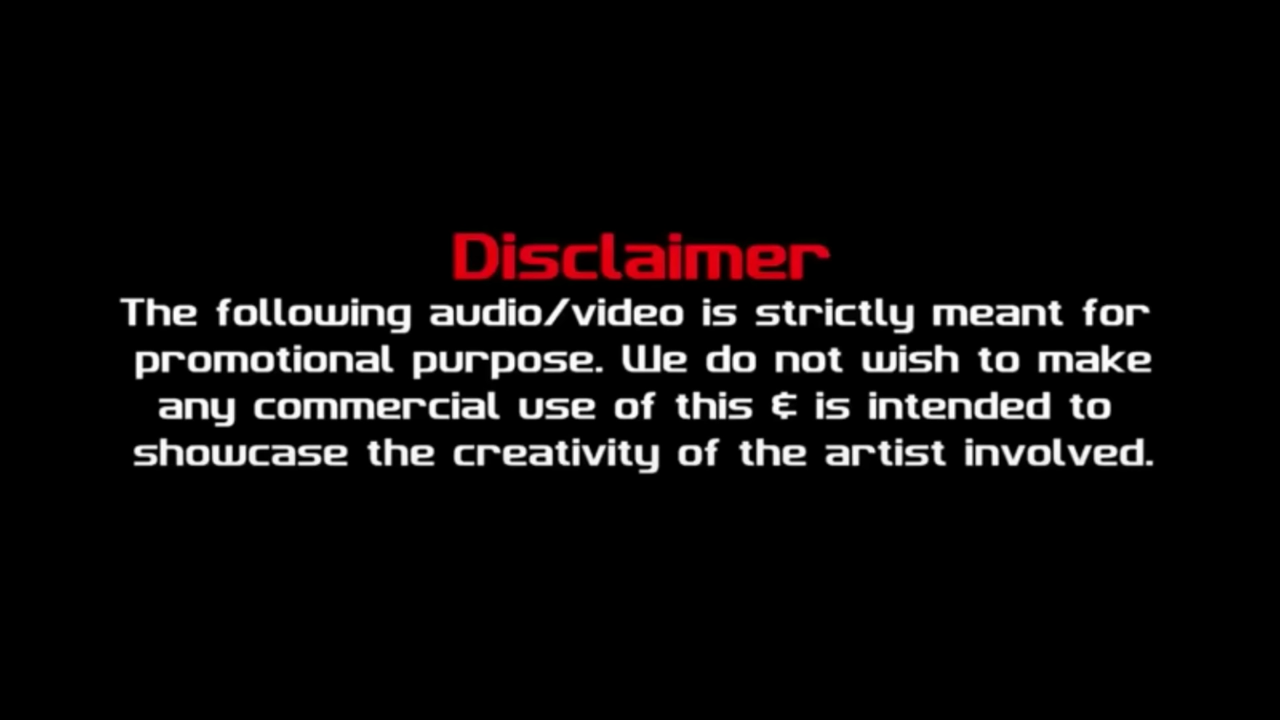 Disclaimer
The following audio/video is strictly meant for
promotional purpose. We do not wish to make
any commercial use of this & is intended to
showcase the creativity of the artist involved.